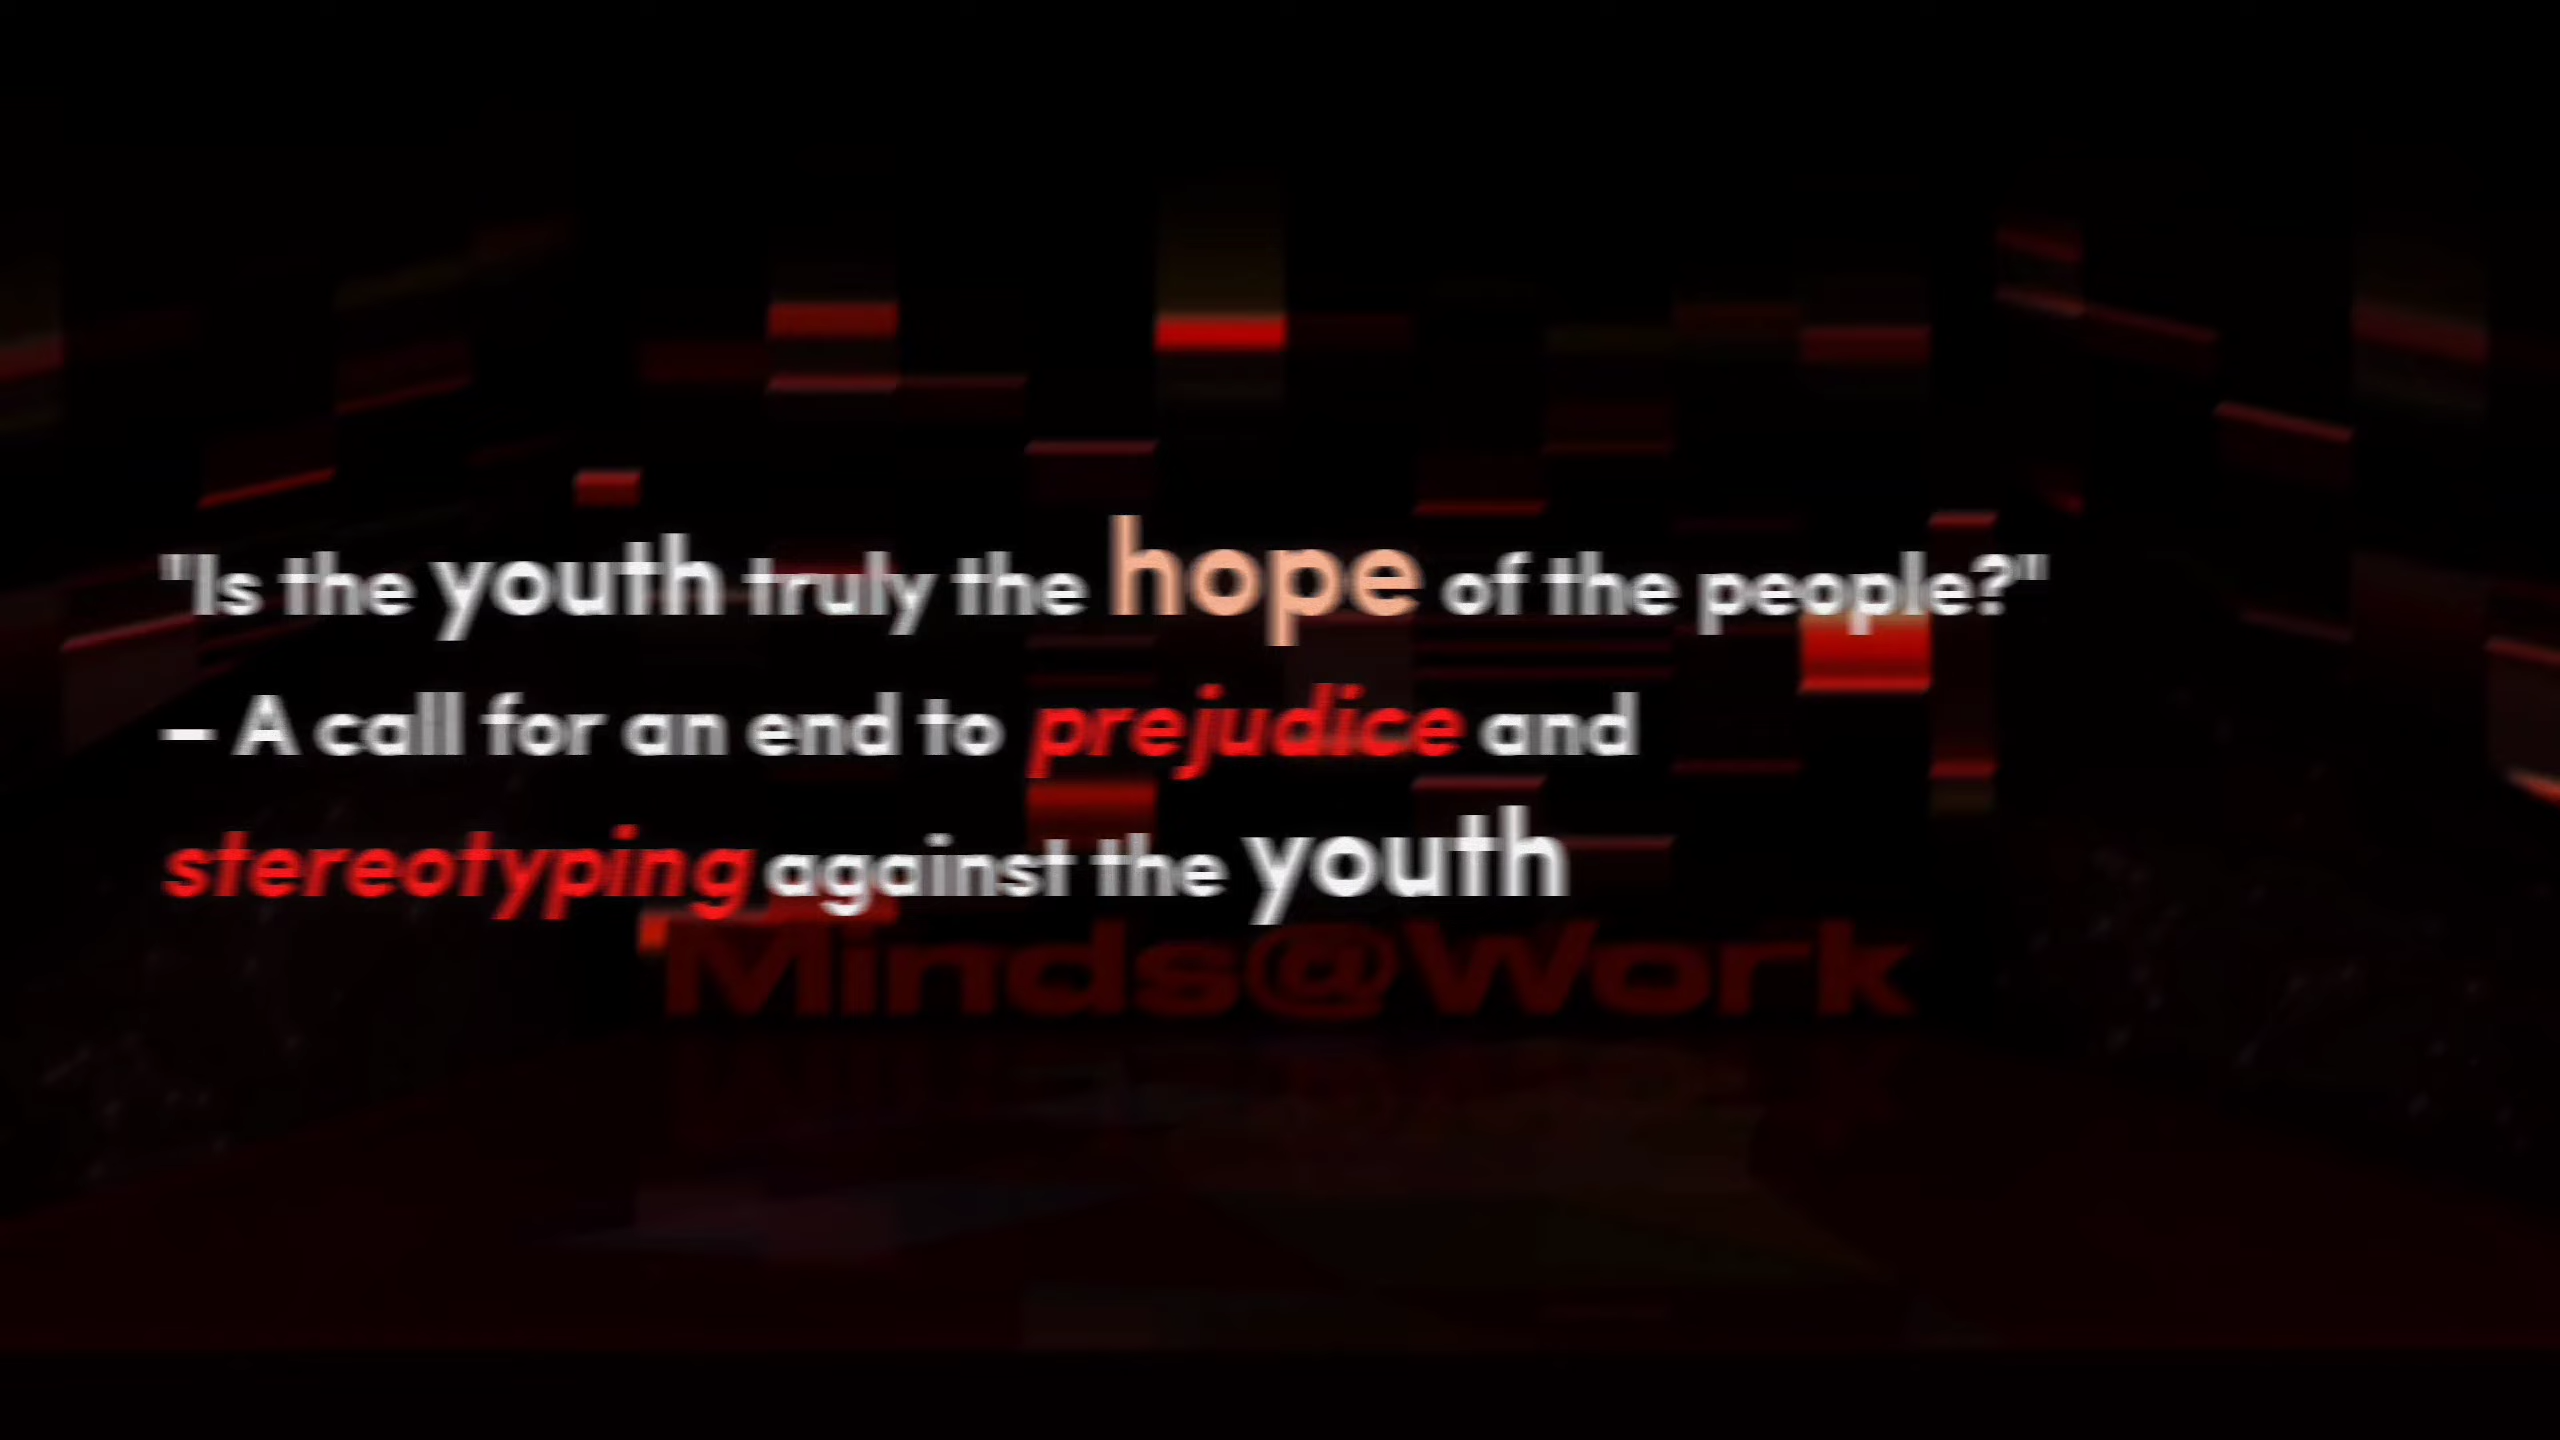 "Is the youth truly the hope of the people?"
– A call for an end to prejudice and
stereotyping against the youth
Minds@Work